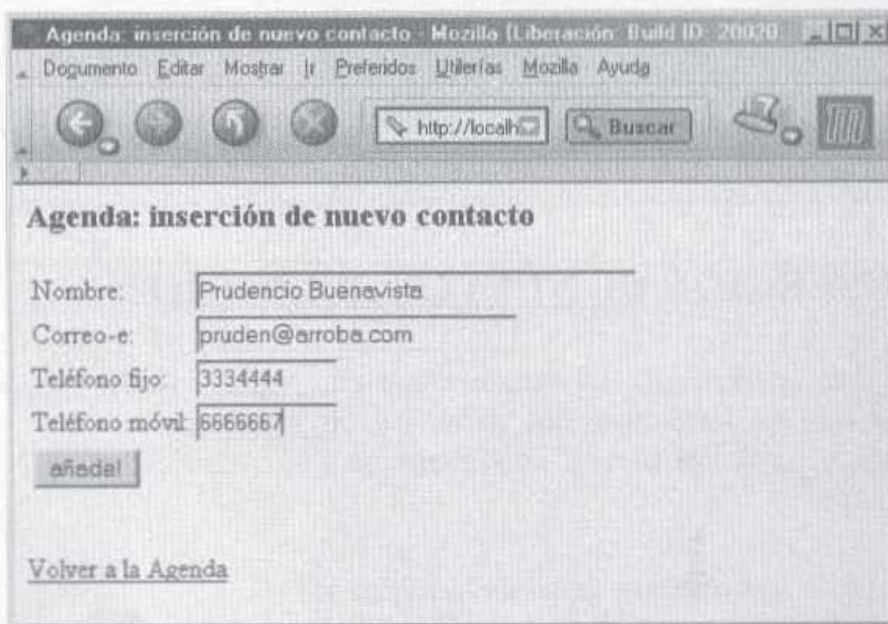 Agenda: inserción de nuevo contacto - Mozilla {Liberación: Build ID: 20020
Documento Editar Mostrar Ir Preferidos Utilerías Mozilla Ayuda
http://localh
Buscar
m
Agenda: inserción de nuevo contacto
Nombre: Prudencio Buenavista
Correo-e: pruden@arroba.com
Teléfono fijo: 3334444
Teléfono móvil: 6666667
añada!
Volver a la Agenda